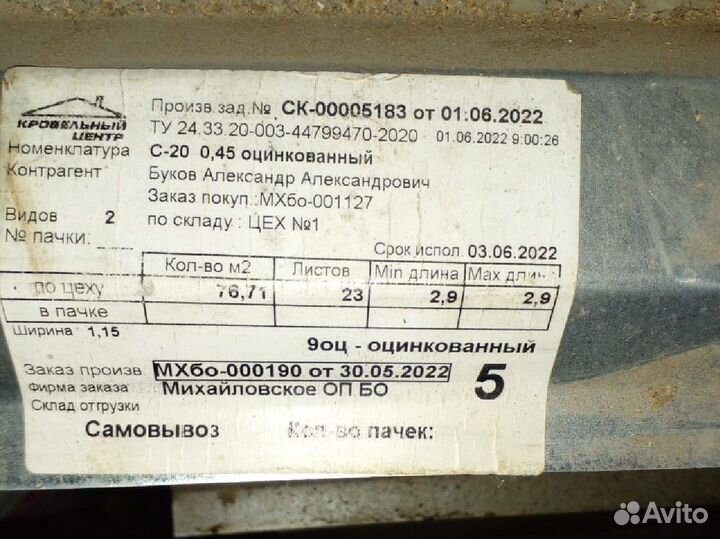 КРОВЕЛЬНЫЙ ЦЕНТР
Произв.зад.№ СК-00005183 от 01.06.2022
ТУ 24.33.20-003-44799470-2020 01.06.2022 9:00:26
Номенклатура С-20 0,45 оцинкованный
Контрагент Буков Александр Александрович
Заказ покуп.:МХбо-001127
Видов 2 по складу : ЦЕХ №1
№ пачки:
Срок испол. 03.06.2022
Кол-во м2 Листов Min длина Max длин
по цеху 76,71 23 2,9 2,9
в пачке
Ширина 1,15
9оц - оцинкованный
Заказ произв. МХбо-000190 от 30.05.2022 5
Фирма заказа Михайловское ОП БО
Склад отгрузки
Самовывоз Кол-во пачек:
Avito